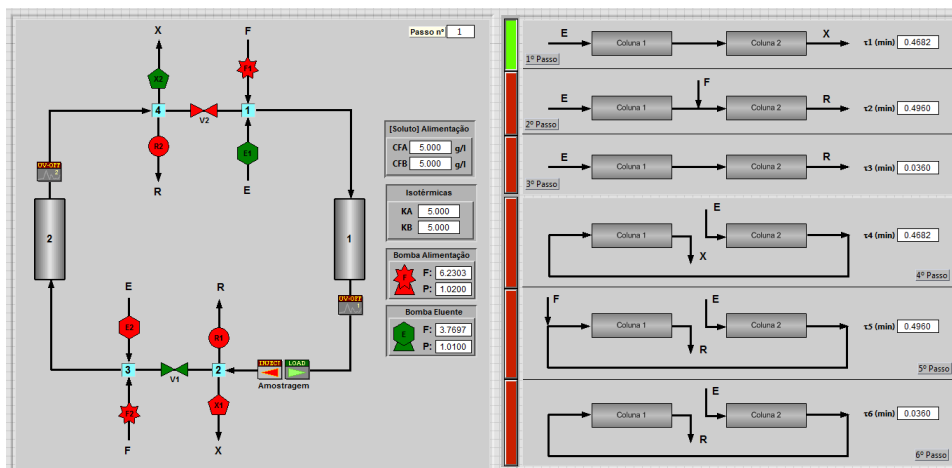 Passo nº 1
X
F
X2
F1
4
V2
1
R2
E1
R
E
UV-OFF
2
2
1
UV-OFF
1
E
R
E2
R1
INJECT
LOAD
3
V1
2
Amostragem
F2
X1
F
X
[Soluto] Alimentação
CFA 5.000 g/l
CFB 5.000 g/l
Isotérmicas
KA 5.000
KB 5.000
Bomba Alimentação
F: 6.2303
P: 1.0200
Bomba Eluente
E
F: 3.7697
P: 1.0100
E Coluna 1 Coluna 2 X τ1 (min) 0.4682
1º Passo
F
E Coluna 1 Coluna 2 R τ2 (min) 0.4960
2º Passo
E Coluna 1 Coluna 2 R τ3 (min) 0.0360
3º Passo
E
Coluna 1 Coluna 2 τ4 (min) 0.4682
X
4º Passo
F E
Coluna 1 Coluna 2 τ5 (min) 0.4960
R
5º Passo
E
Coluna 1 Coluna 2 τ6 (min) 0.0360
R
6º Passo